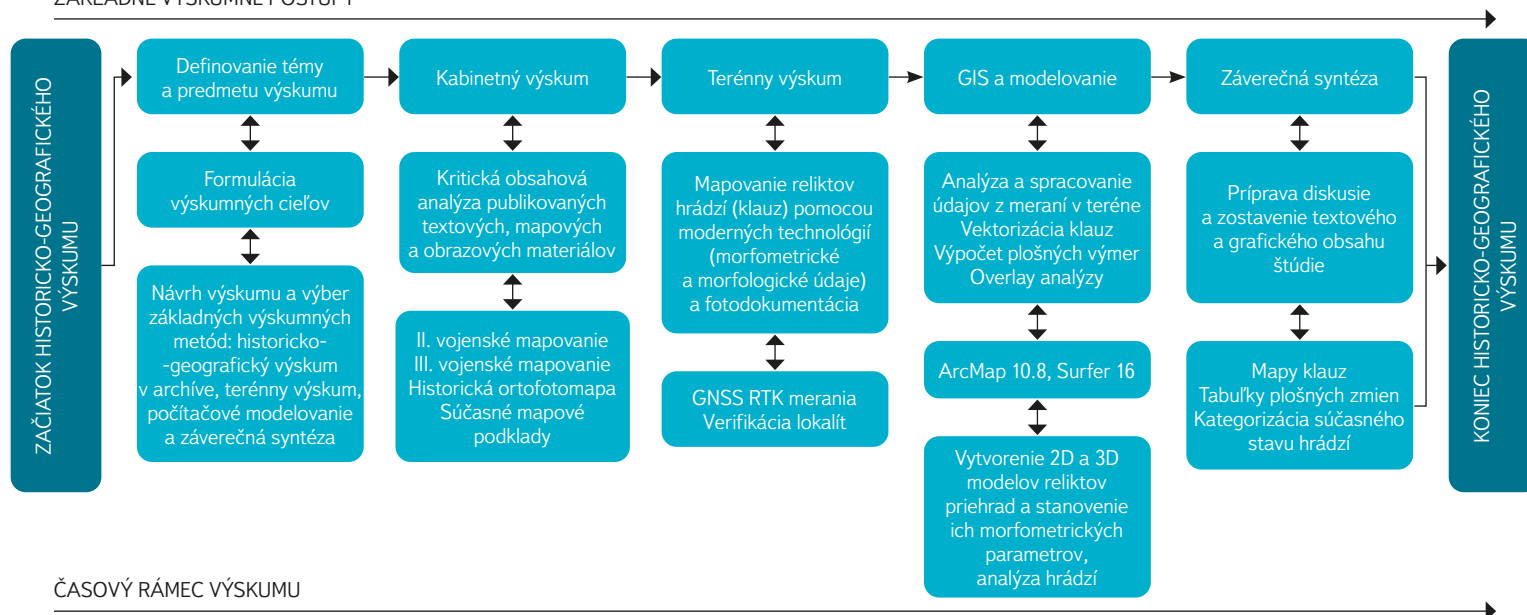 ZÁKLADNÉ VÝSKUMNÉ POSTUPY
ZAČIATOK HISTORICKO-GEOGRAFICKÉHO
VÝSKUMU
Definovanie témy
a predmetu výskumu
Formulácia
výskumných cieľov
Návrh výskumu a výber
základných výskumných
metód: historicko-
-geografický výskum
v archíve, terénny výskum,
počítačové modelovanie
a záverečná syntéza
Kabinetný výskum
Kritická obsahová
analýza publikovaných
textových, mapových
a obrazových materiálov
II. vojenské mapovanie
III. vojenské mapovanie
Historická ortofotomapa
Súčasné mapové
podklady
Terénny výskum
Mapovanie reliktov
hrádzí (klauz) pomocou
moderných technológií
(morfometrické
a morfologické údaje)
a fotodokumentácia
GNSS RTK merania
Verifikácia lokalít
GIS a modelovanie
Analýza a spracovanie
údajov z meraní v teréne
Vektorizácia klauz
Výpočet plošných výmer
Overlay analýzy
ArcMap 10.8, Surfer 16
Vytvorenie 2D a 3D
modelov reliktov
priehrad a stanovenie
ich morfometrických
parametrov,
analýza hrádzí
Záverečná syntéza
Príprava diskusie
a zostavenie textového
a grafického obsahu
štúdie
Mapy klauz
Tabuľky plošných zmien
Kategorizácia súčasného
stavu hrádzí
KONIEC HISTORICKO-GEOGRAFICKÉHO
VÝSKUMU
ČASOVÝ RÁMEC VÝSKUMU